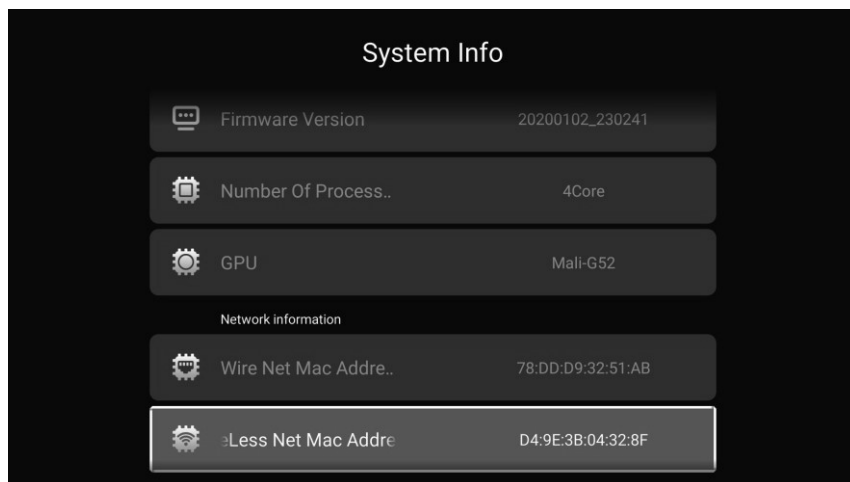 System Info
Firmware Version 20200102_230241
Number Of Process.. 4Core
GPU Mali-G52
Network information
Wire Net Mac Addre.. 78:DD:D9:32:51:AB
eLess Net Mac Addre D4:9E:3B:04:32:8F